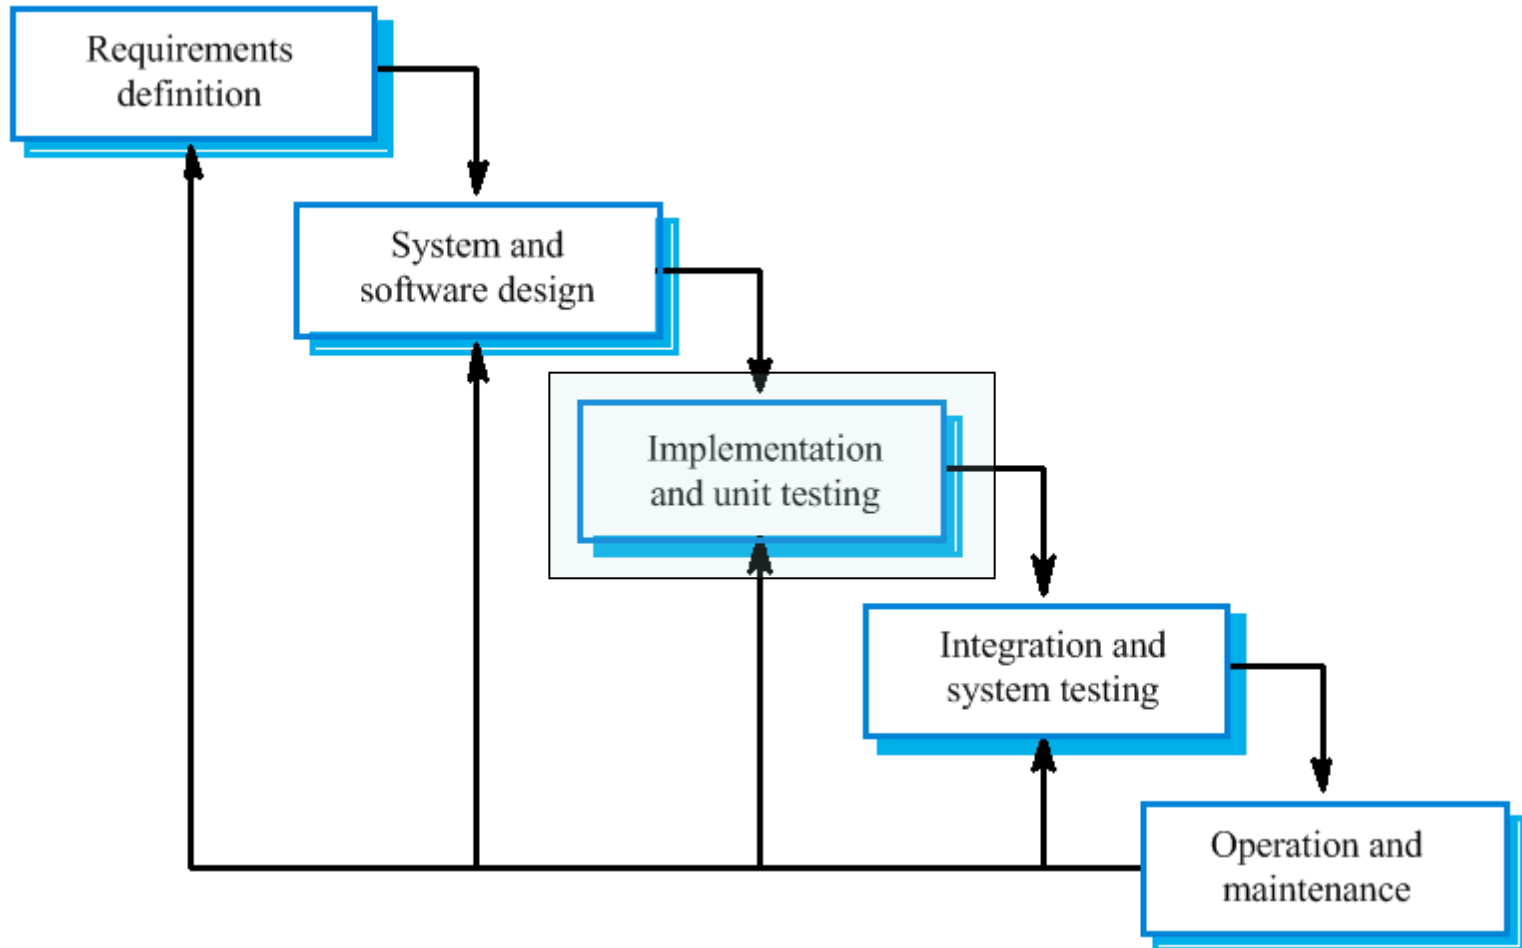 Requirements
definition
System and
software design
Implementation
and unit testing
Integration and
system testing
Operation and
maintenance